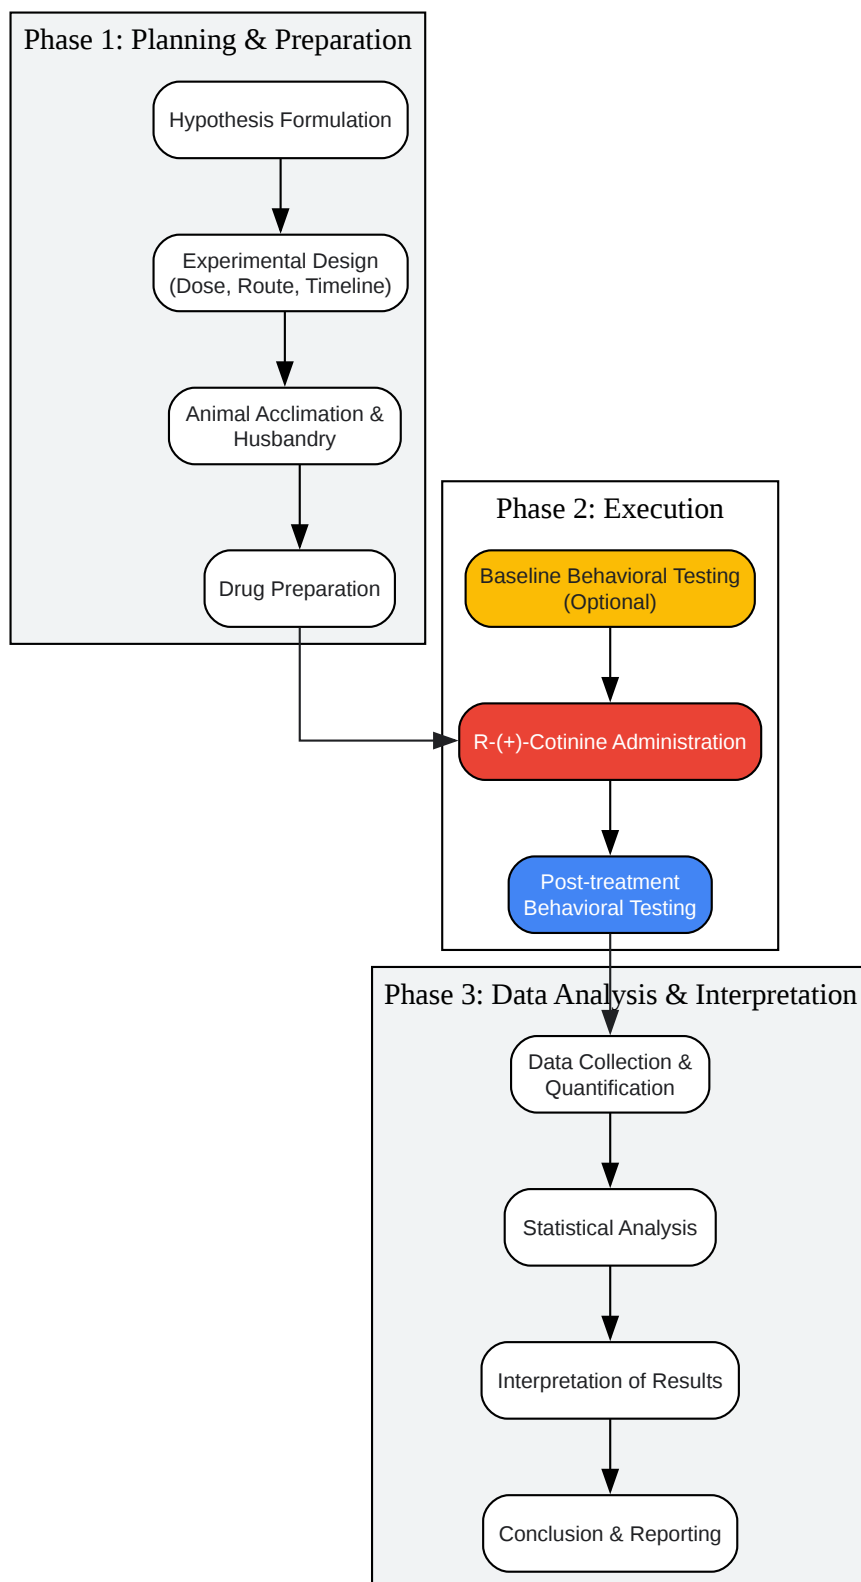 Phase 1: Planning & Preparation
Hypothesis Formulation
Experimental Design
(Dose, Route, Timeline)
Animal Acclimation &
Husbandry
Drug Preparation
Phase 2: Execution
Baseline Behavioral Testing
(Optional)
R-(+)-Cotinine Administration
Post-treatment
Behavioral Testing
Phase 3: Data Analysis & Interpretation
Data Collection &
Quantification
Statistical Analysis
Interpretation of Results
Conclusion & Reporting